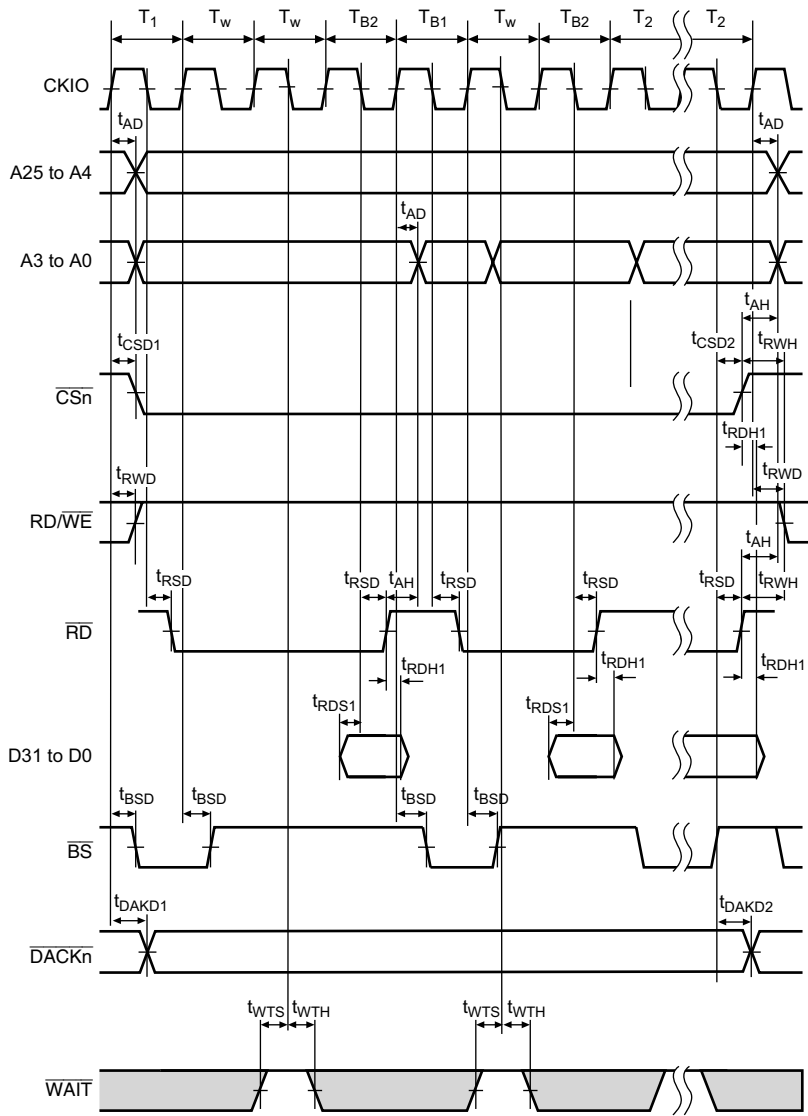 T1 Tw Tw TB2 TB1 Tw TB2 T2 T2
CKIO
tAD tAD
A25 to A4
tAD
A3 to A0
tAH
tCSD1 tCSD2 tRWH
CSn
tRDH1
tRWD tRWD
RD/WE
tAH
tRSD tRSD tAH tRSD tRSD tRSD tRWH
RD
tRDH1 tRDH1 tRDH1
tRDS1 tRDS1
D31 to D0
tBSD tBSD tBSD tBSD
BS
tDAKD1 tDAKD2
DACKn
tWTS tWTH tWTS tWTH
WAIT